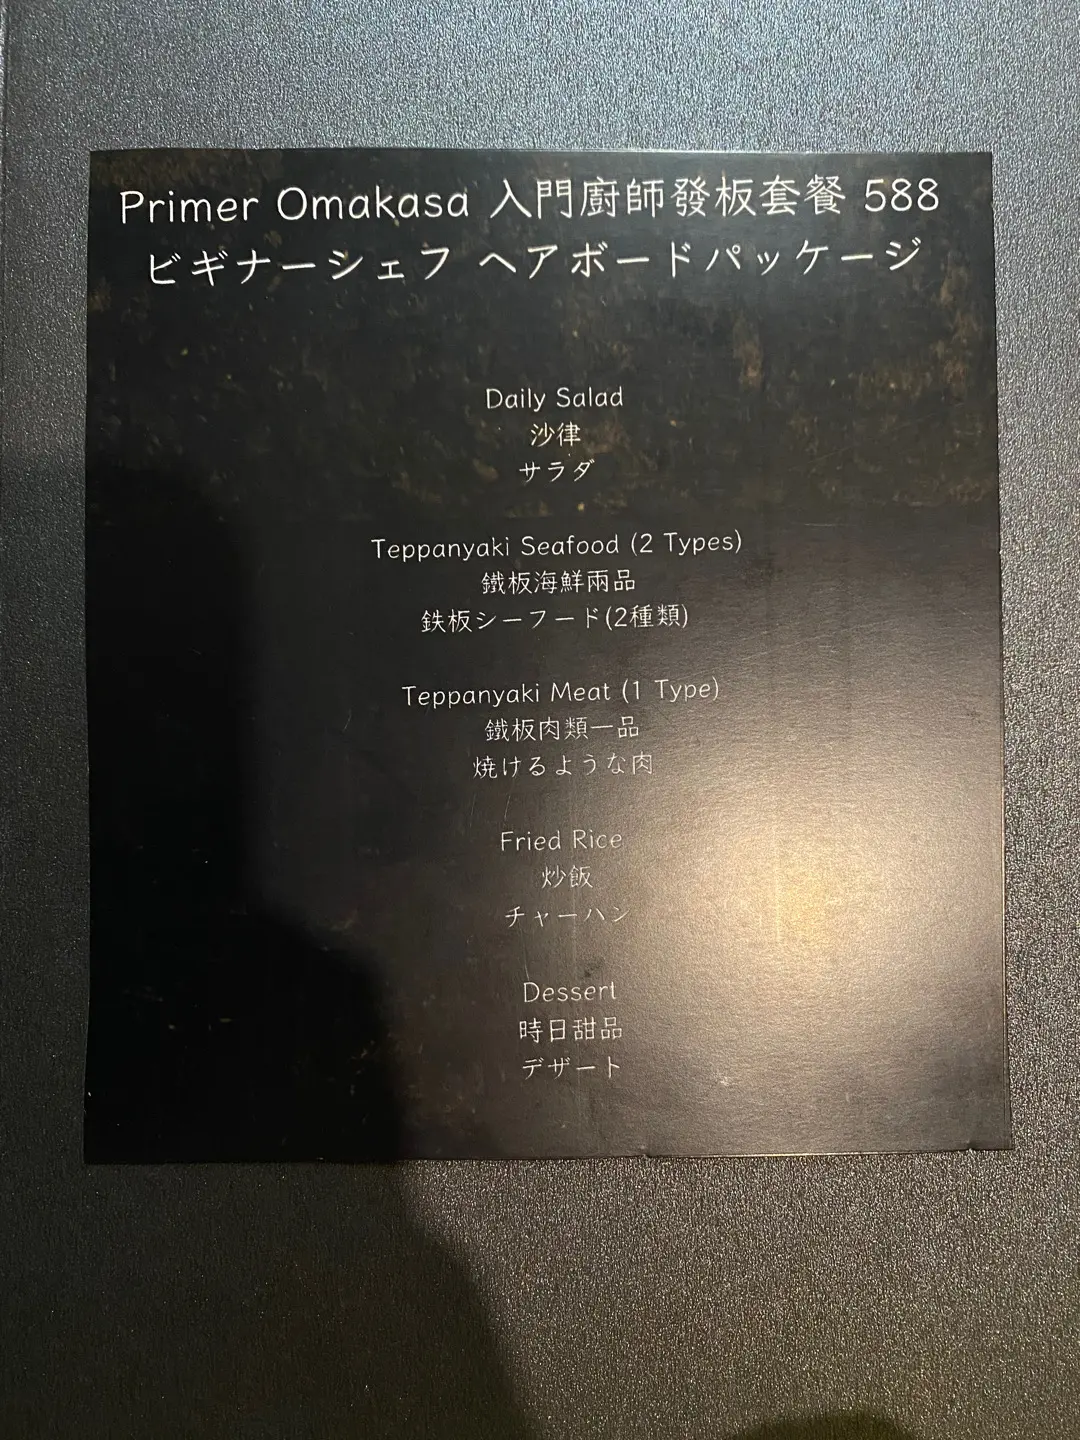 Primer Omakasa 入門廚師發板套餐 588
ビギナーシェフ ヘアボードパッケージ
Daily Salad
沙律
サラダ
Teppanyaki Seafood (2 Types)
鐵板海鮮兩品
鉄板シーフード(2種類)
Teppanyaki Meat (1 Type)
鐵板肉類一品
焼けるような肉
Fried Rice
炒飯
チャーハン
Dessert
時日甜品
デザート